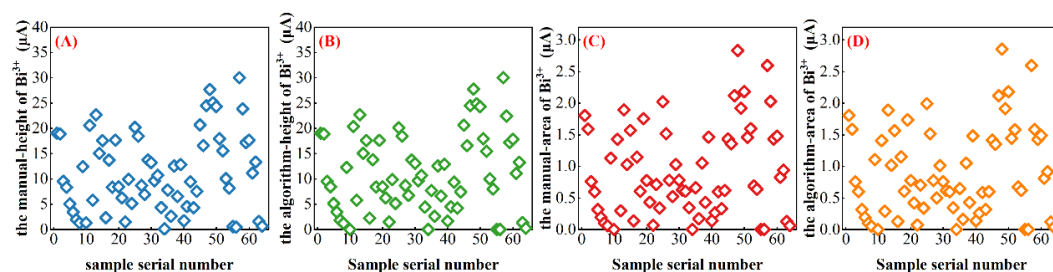 (A)
the manual-height of Bi³⁺ (μA)
40
35
30
25
20
15
10
5
0
0 10 20 30 40 50 60
sample serial number
(B)
the algorithm-height of Bi³⁺ (μA)
40
35
30
25
20
15
10
5
0
0 10 20 30 40 50 60
Sample serial number
(C)
the manual-area of Bi³⁺ (μA)
3.0
2.5
2.0
1.5
1.0
0.5
0.0
0 10 20 30 40 50 60
Sample serial number
(D)
the algorithm-area of Bi³⁺ (μA)
3.0
2.5
2.0
1.5
1.0
0.5
0.0
0 10 20 30 40 50 60
Sample serial number